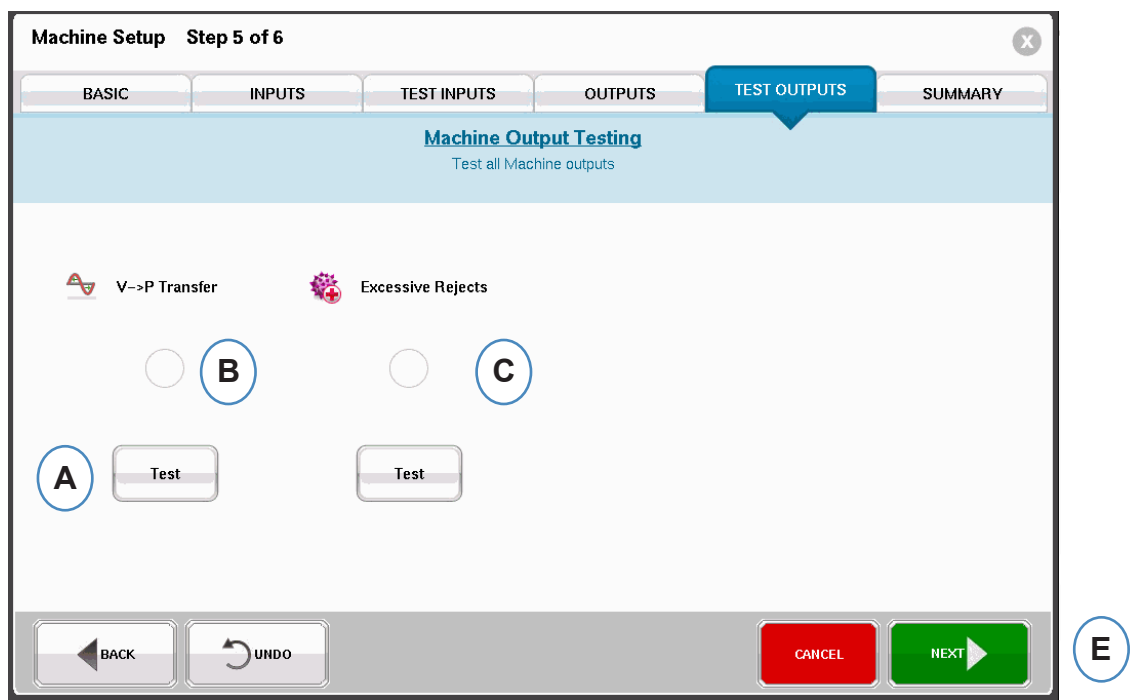 Machine Setup Step 5 of 6
X
BASIC INPUTS TEST INPUTS OUTPUTS TEST OUTPUTS SUMMARY
Machine Output Testing
Test all Machine outputs
V->P Transfer Excessive Rejects
B C
A Test Test
BACK UNDO CANCEL NEXT E